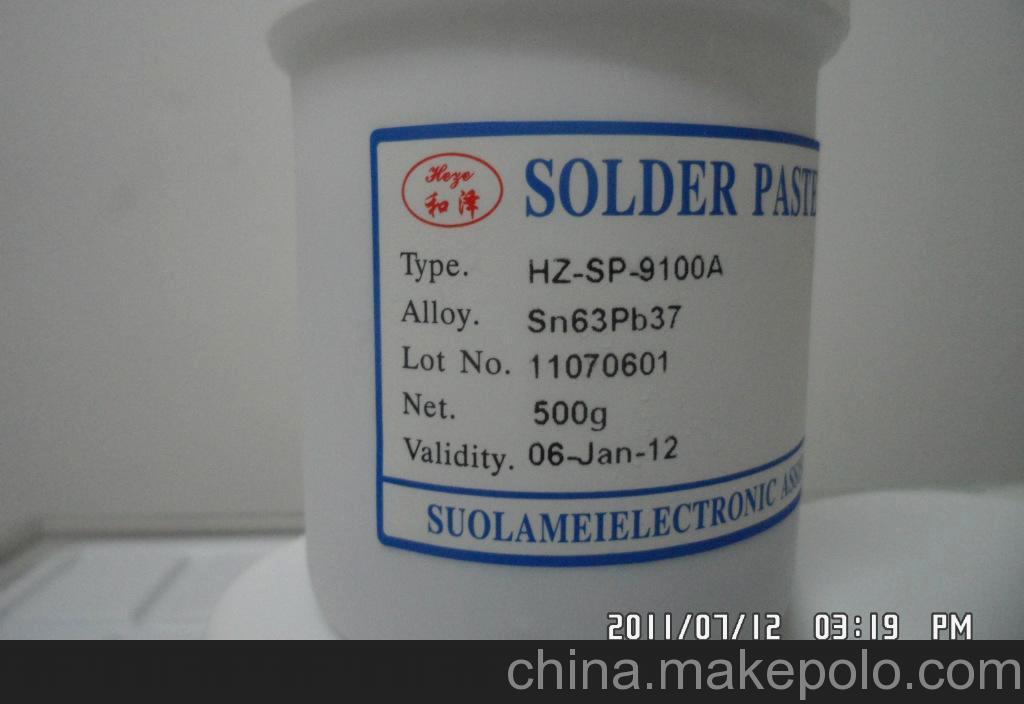 Heze
和泽
SOLDER PASTE
Type. HZ-SP-9100A
Alloy. Sn63Pb37
Lot No. 11070601
Net. 500g
Validity. 06-Jan-12
SUOLAMEIELECTRONIC
2011/07/12 03:19 PM
china.makepolo.com